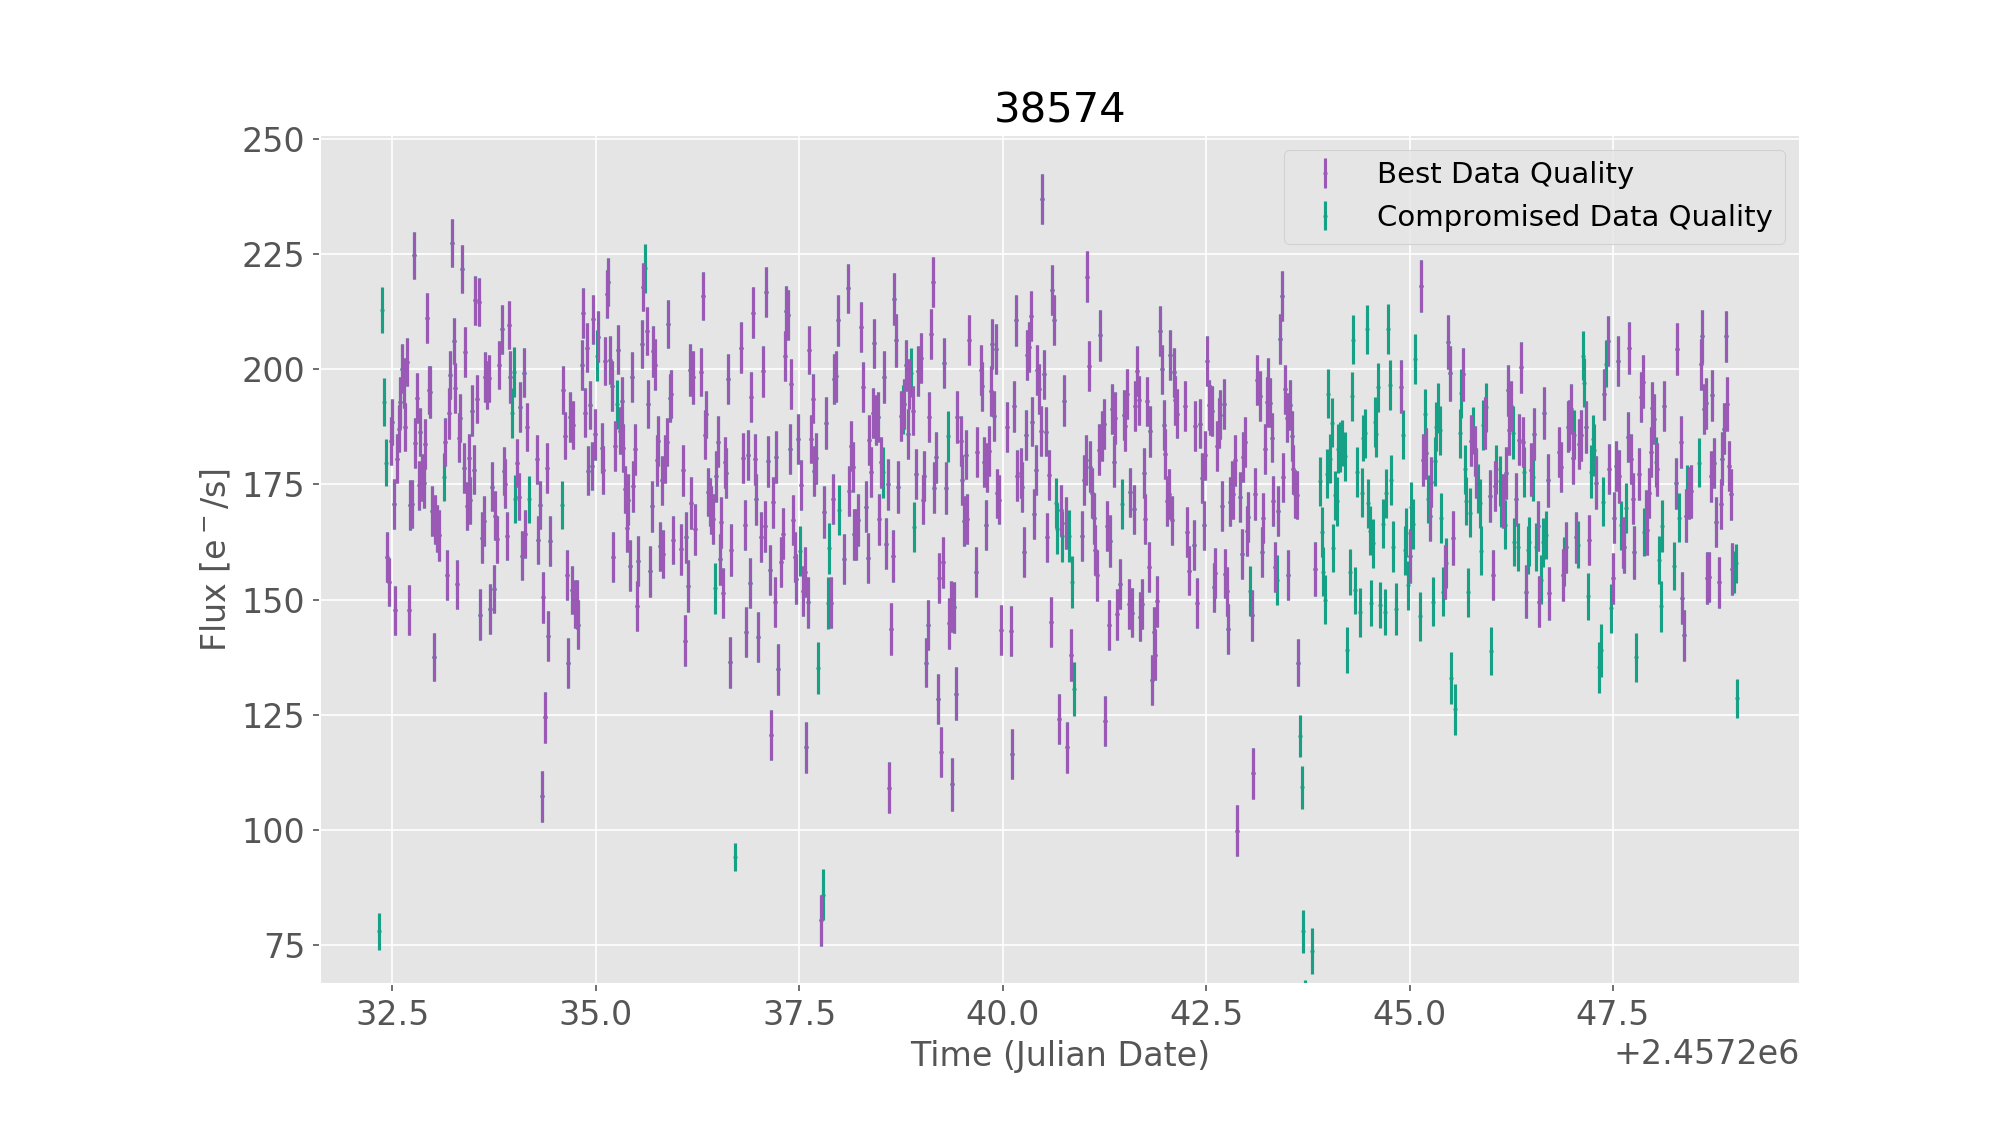 38574
250
225
200
175
150
125
100
75
Flux [e⁻/s]
Best Data Quality
Compromised Data Quality
32.5 35.0 37.5 40.0 42.5 45.0 47.5
Time (Julian Date)
+2.4572e6